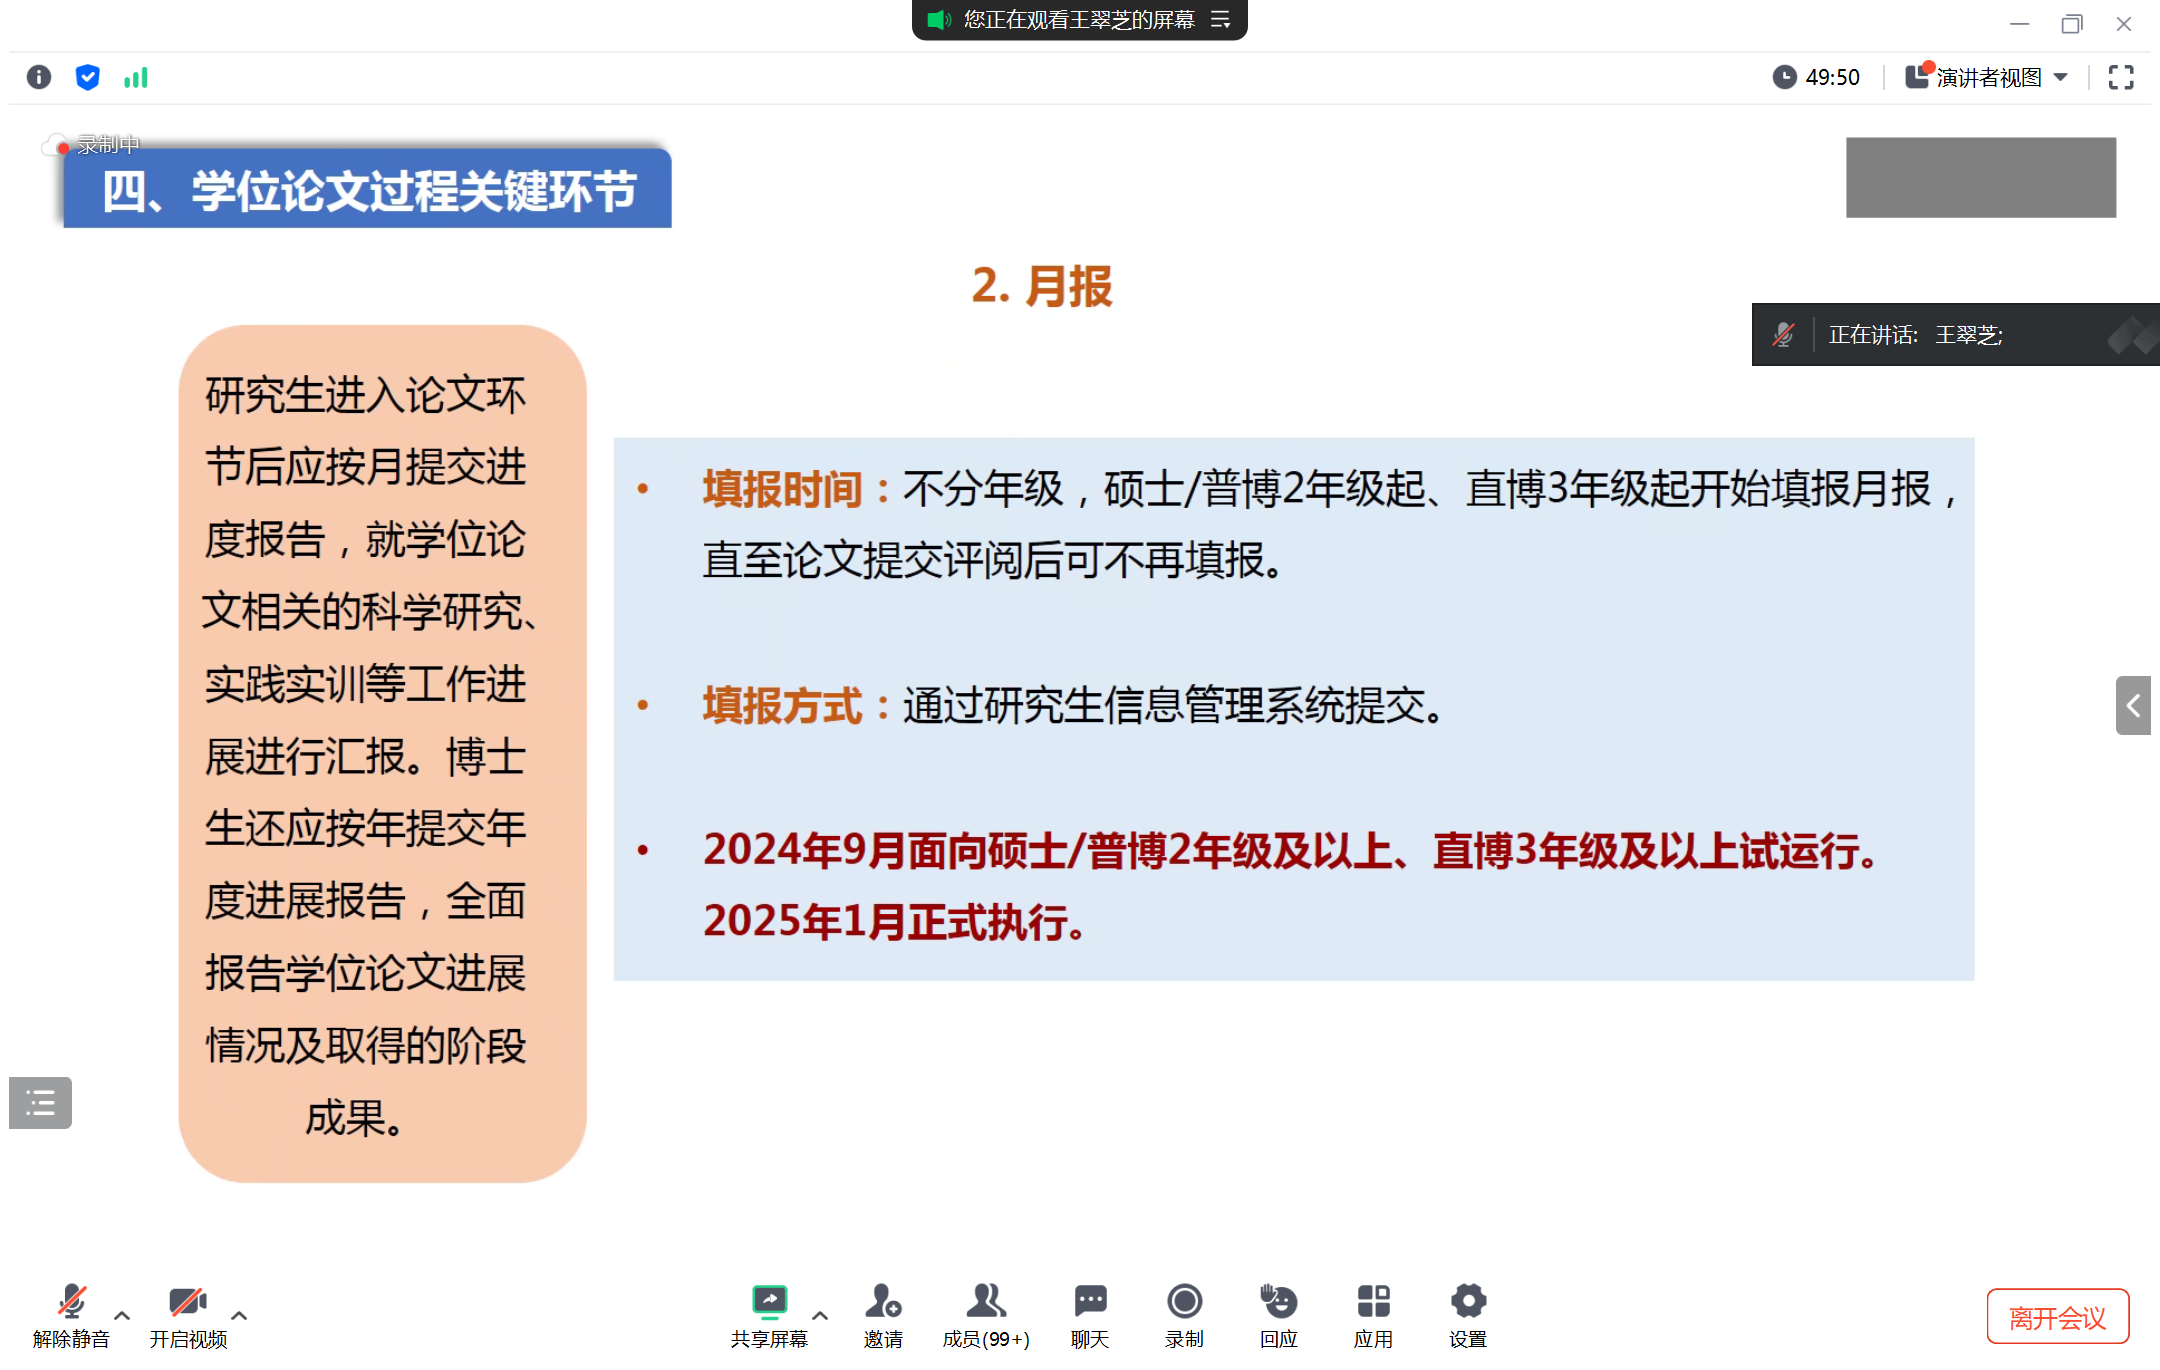 您正在观看王翠芝的屏幕
49:50
演讲者视图
录制中
四、学位论文过程关键环节
2. 月报
正在讲话: 王翠芝;
研究生进入论文环
节后应按月提交进
度报告，就学位论
文相关的科学研究、
实践实训等工作进
展进行汇报。博士
生还应按年提交年
度进展报告，全面
报告学位论文进展
情况及取得的阶段
成果。
• 填报时间：不分年级，硕士/普博2年级起、直博3年级起开始填报月报，
直至论文提交评阅后可不再填报。
• 填报方式：通过研究生信息管理系统提交。
• 2024年9月面向硕士/普博2年级及以上、直博3年级及以上试运行。
2025年1月正式执行。
解除静音
开启视频
共享屏幕
邀请
成员(99+)
聊天
录制
回应
应用
设置
离开会议